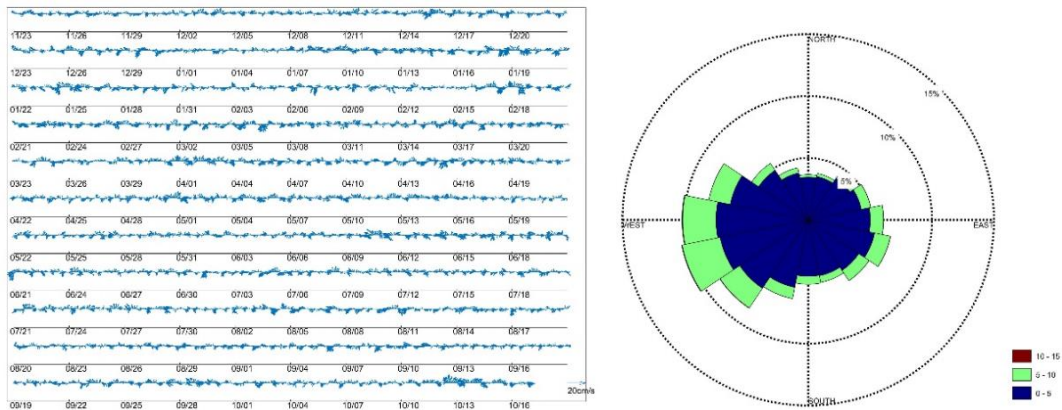 11/23 11/26 11/29 12/02 12/05 12/08 12/11 12/14 12/17 12/20
12/23 12/26 12/29 01/01 01/04 01/07 01/10 01/13 01/16 01/19
01/22 01/25 01/28 01/31 02/03 02/06 02/09 02/12 02/15 02/18
02/21 02/24 02/27 03/02 03/05 03/08 03/11 03/14 03/17 03/20
03/23 03/26 03/29 04/01 04/04 04/07 04/10 04/13 04/16 04/19
04/22 04/25 04/28 05/01 05/04 05/07 05/10 05/13 05/16 05/19
05/22 05/25 05/28 05/31 06/03 06/06 06/09 06/12 06/15 06/18
06/21 06/24 06/27 06/30 07/03 07/06 07/09 07/12 07/15 07/18
07/21 07/24 07/27 07/30 08/02 08/05 08/08 08/11 08/14 08/17
08/20 08/23 08/26 08/29 09/01 09/04 09/07 09/10 09/13 09/16
20cm/s
09/19 09/22 09/25 09/28 10/01 10/04 10/07 10/10 10/13 10/16
NORTH
15%
10%
5%
WEST
EAST
SOUTH
10 - 15
5 - 10
0 - 5